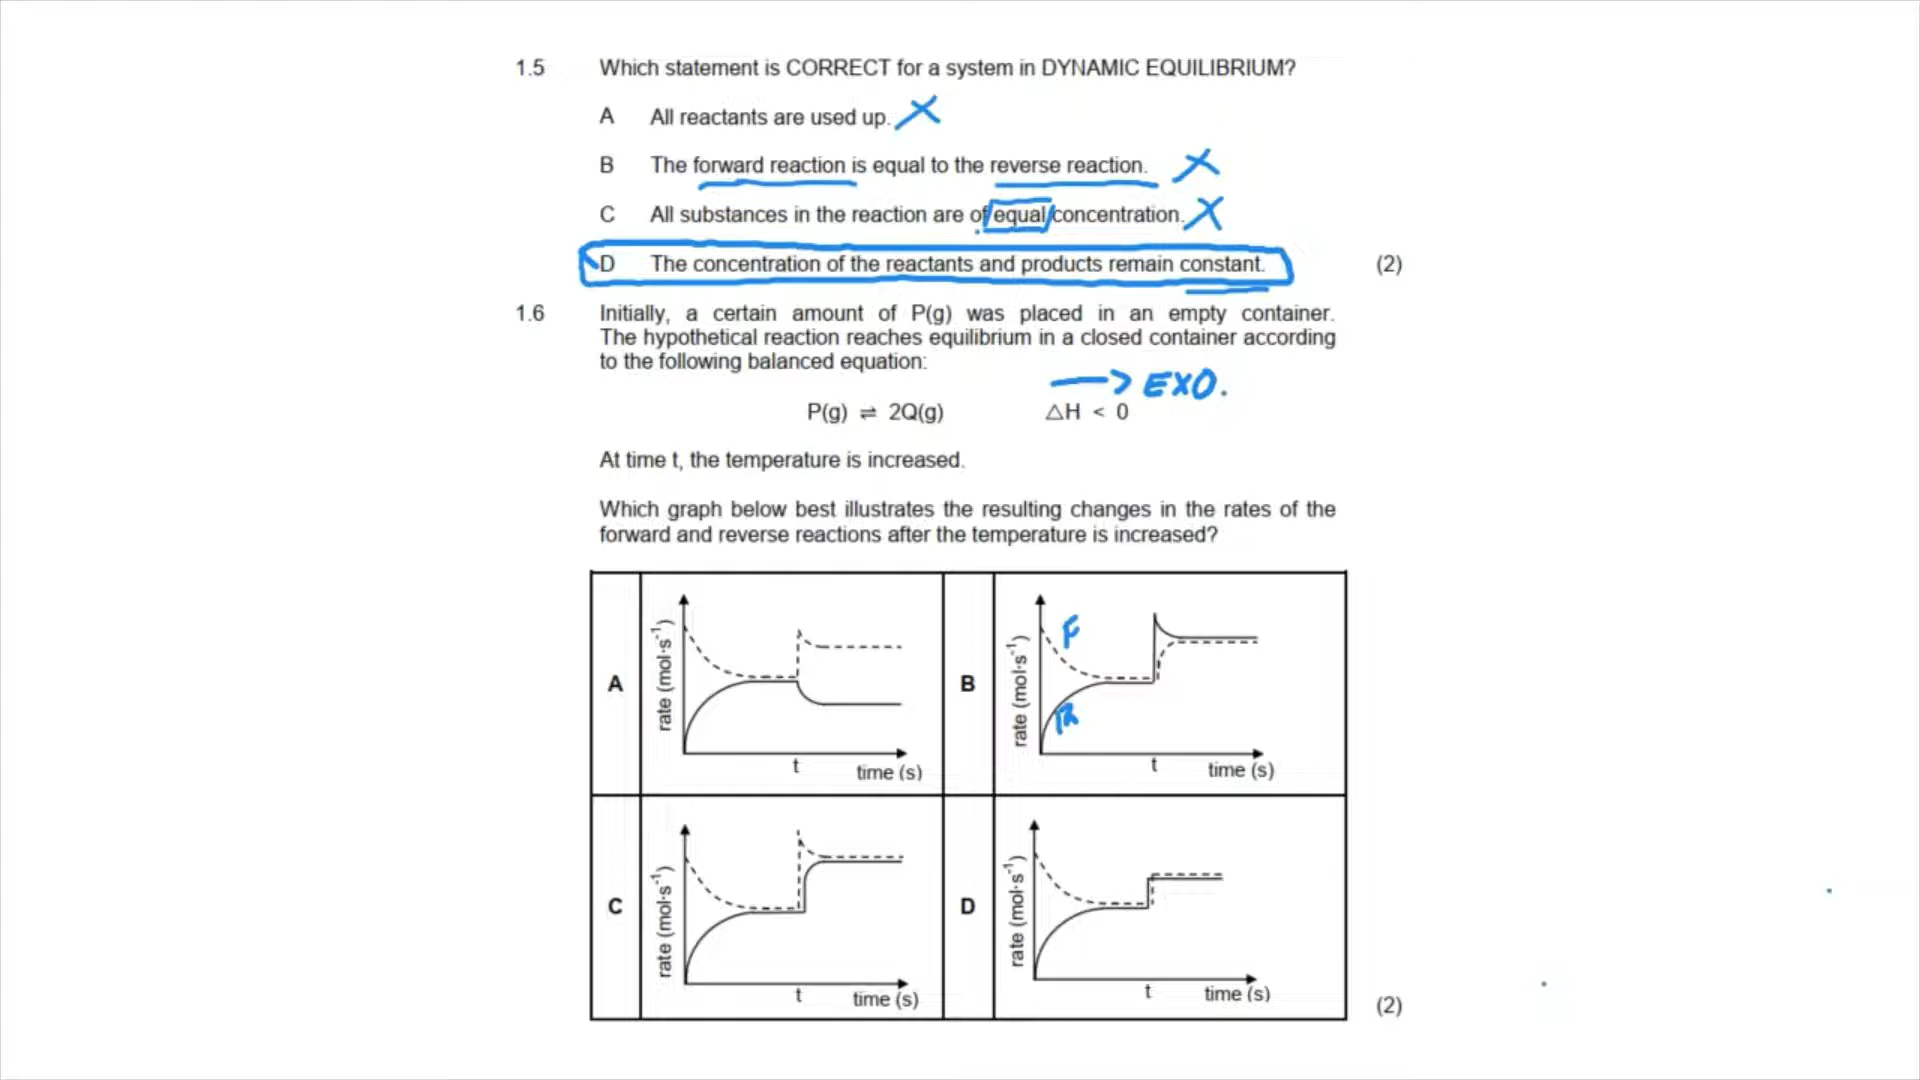 1.5 Which statement is CORRECT for a system in DYNAMIC EQUILIBRIUM?
A All reactants are used up. X
B The forward reaction is equal to the reverse reaction. X
C All substances in the reaction are of equal concentration. X
D The concentration of the reactants and products remain constant. (2)
1.6 Initially, a certain amount of P(g) was placed in an empty container.
The hypothetical reaction reaches equilibrium in a closed container according
to the following balanced equation:
→ EXO.
P(g) ⇌ 2Q(g) △H < 0
At time t, the temperature is increased.
Which graph below best illustrates the resulting changes in the rates of the
forward and reverse reactions after the temperature is increased?
A
rate (mol·s⁻¹)
t
time (s)
B
rate (mol·s⁻¹)
F
R
t
time (s)
C
rate (mol·s⁻¹)
t
time (s)
D
rate (mol·s⁻¹)
t
time (s)
(2)